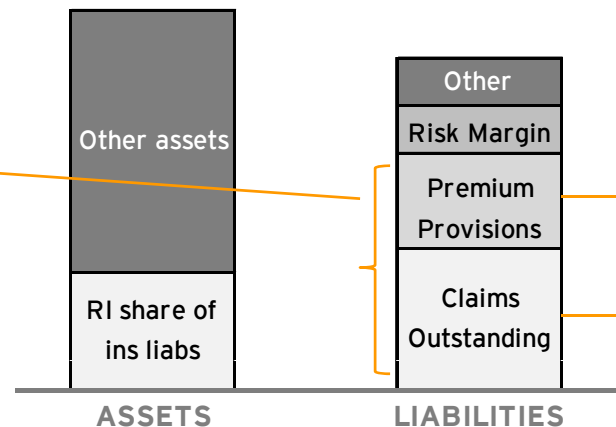 Other assets
RI share of
ins liabs
ASSETS
Other
Risk Margin
Premium
Provisions
Claims
Outstanding
LIABILITIES